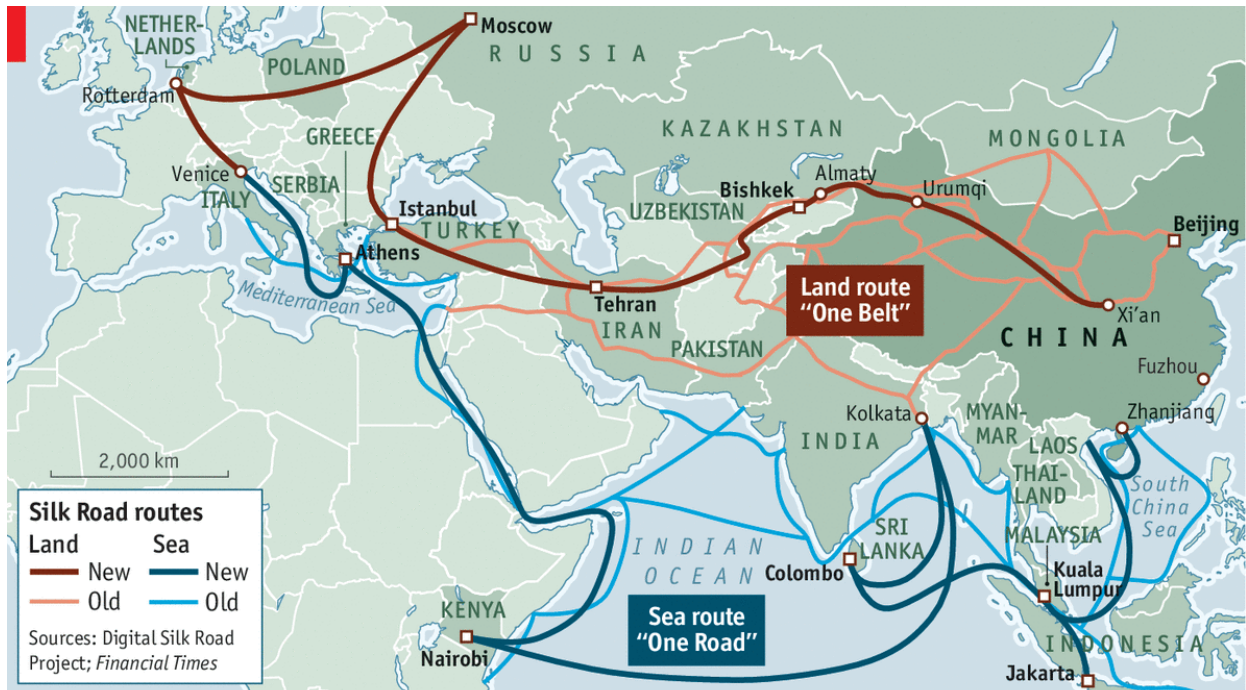 NETHER-
LANDS
Moscow
RUSSIA
POLAND
Rotterdam
GREECE
KAZAKHSTAN
MONGOLIA
Venice
ITALY
SERBIA
Almaty
Bishkek
Urumqi
UZBEKISTAN
Istanbul
TURKEY
Beijing
Athens
Mediterranean Sea
Tehran
IRAN
Land route
“One Belt”
Xi’an
CHINA
PAKISTAN
Fuzhou
Kolkata
Zhanjiang
INDIA
MYAN-
MAR
LAOS
THAI-
LAND
South
China
Sea
2,000 km
SRI
LANKA
MALAYSIA
INDIAN
OCEAN
Colombo
Kuala
Lumpur
KENYA
Nairobi
Sea route
“One Road”
INDONESIA
Jakarta
Silk Road routes
Land Sea
New New
Old Old
Sources: Digital Silk Road
Project; Financial Times